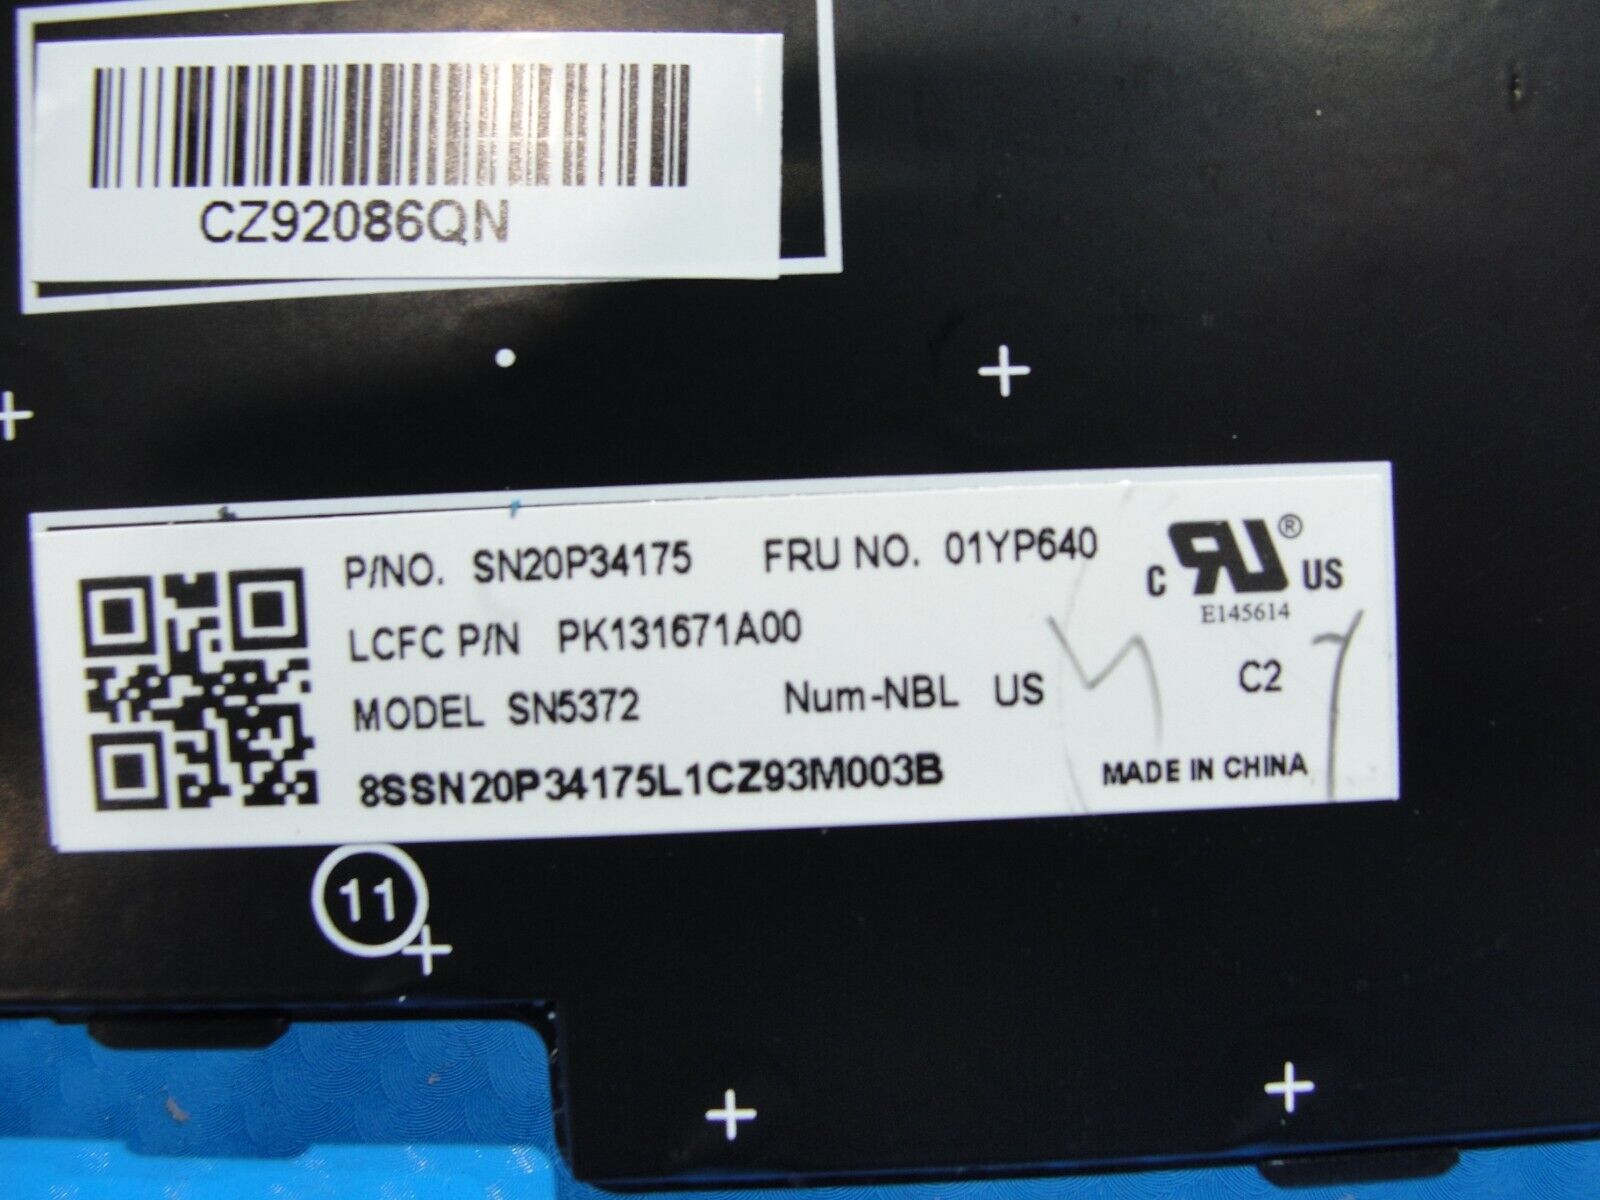 CZ92086QN
P/NO. SN20P34175 FRU NO. 01YP640
LCFC P/N PK131671A00
MODEL SN5372 Num-NBL US
8SSN20P34175L1CZ93M003B
C RU ® US
E145614
C2
MADE IN CHINA
11